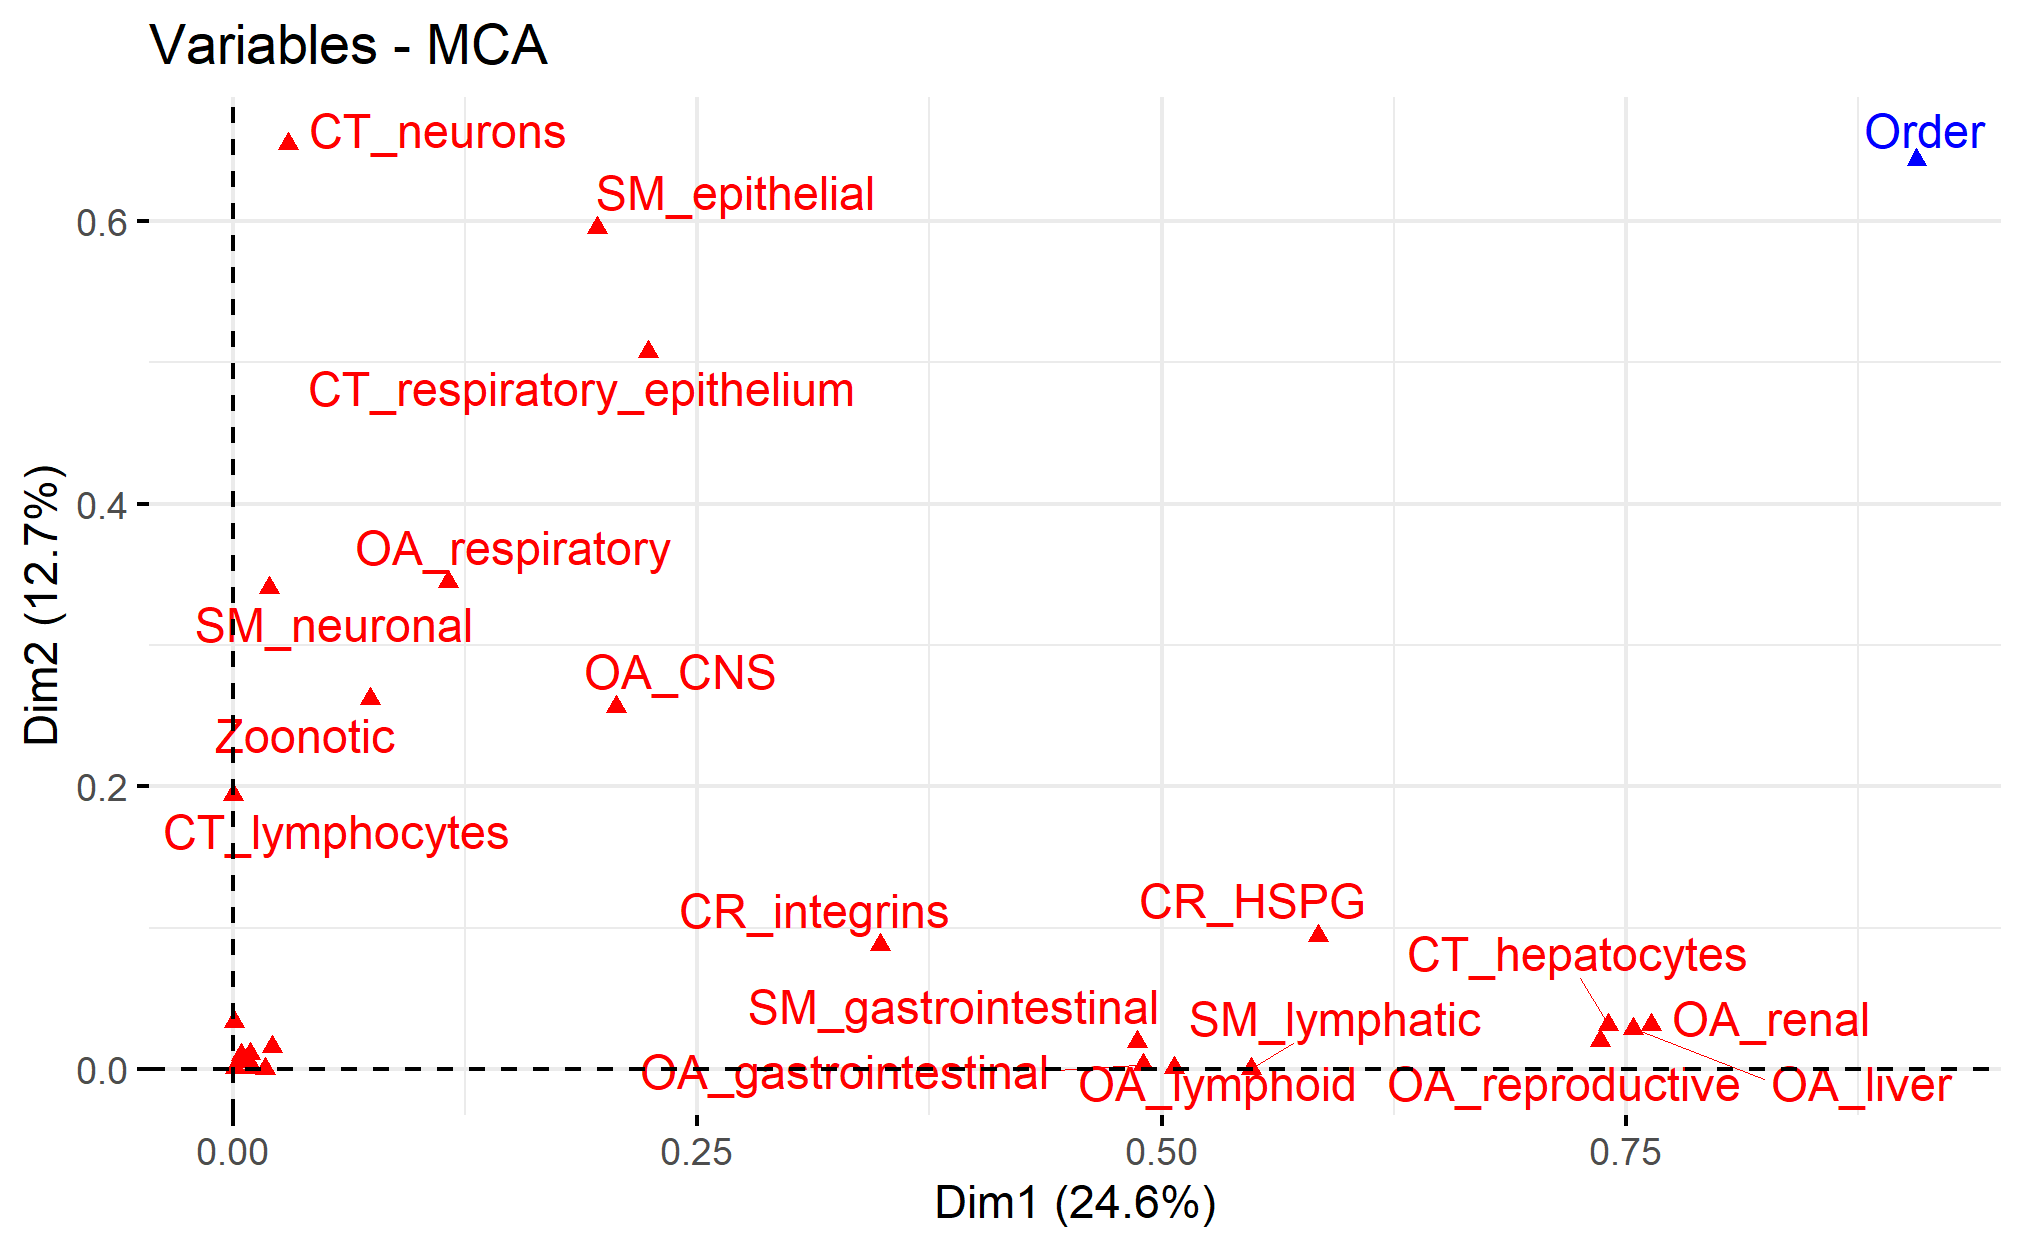 Variables - MCA
CT_neurons
Order
SM_epithelial
0.6
CT_respiratory_epithelium
0.4
OA_respiratory
SM_neuronal
OA_CNS
Zoonotic
0.2
CT_lymphocytes
CR_integrins
CR_HSPG
CT_hepatocytes
SM_gastrointestinal
SM_lymphatic
OA_renal
0.0
OA_gastrointestinal
OA_lymphoid
OA_reproductive
OA_liver
0.00
0.25
0.50
0.75
Dim1 (24.6%)
Dim2 (12.7%)